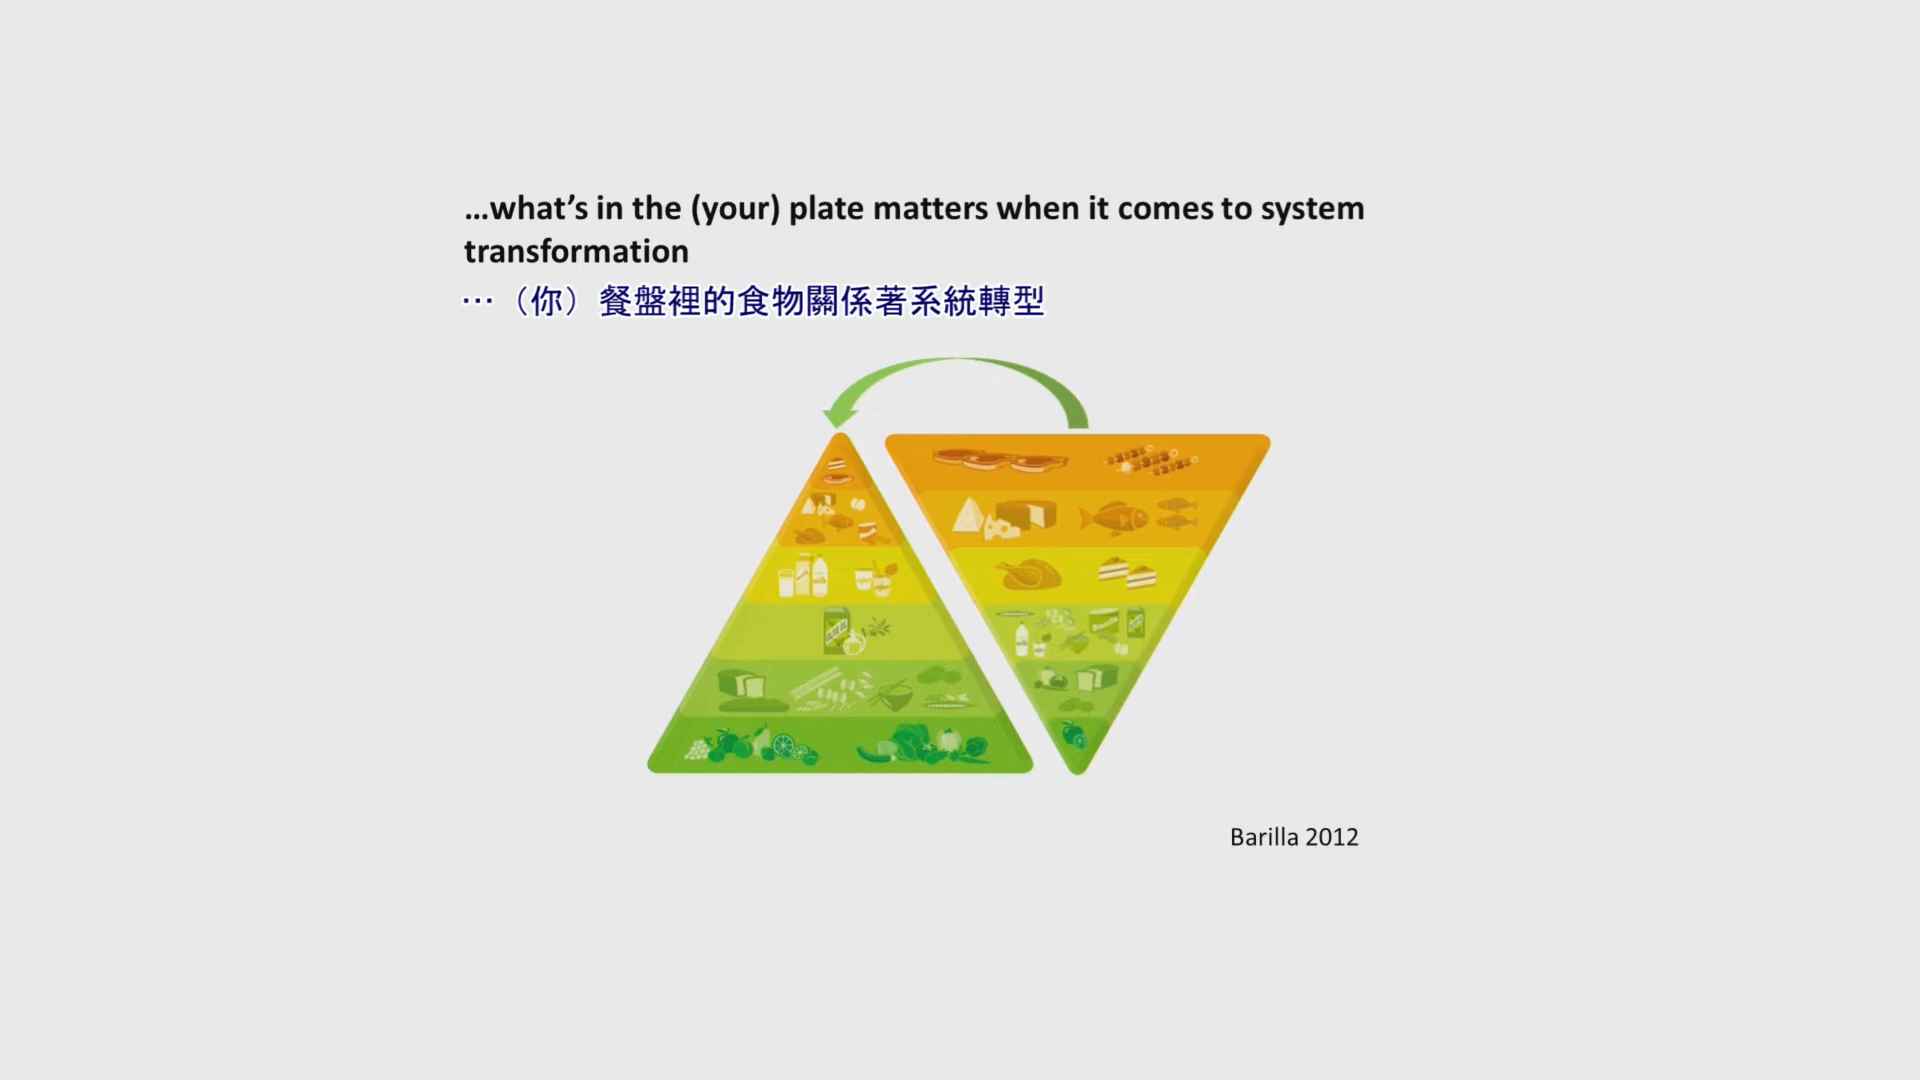 …what’s in the (your) plate matters when it comes to system
transformation
…（你）餐盤裡的食物關係著系統轉型
Barilla 2012